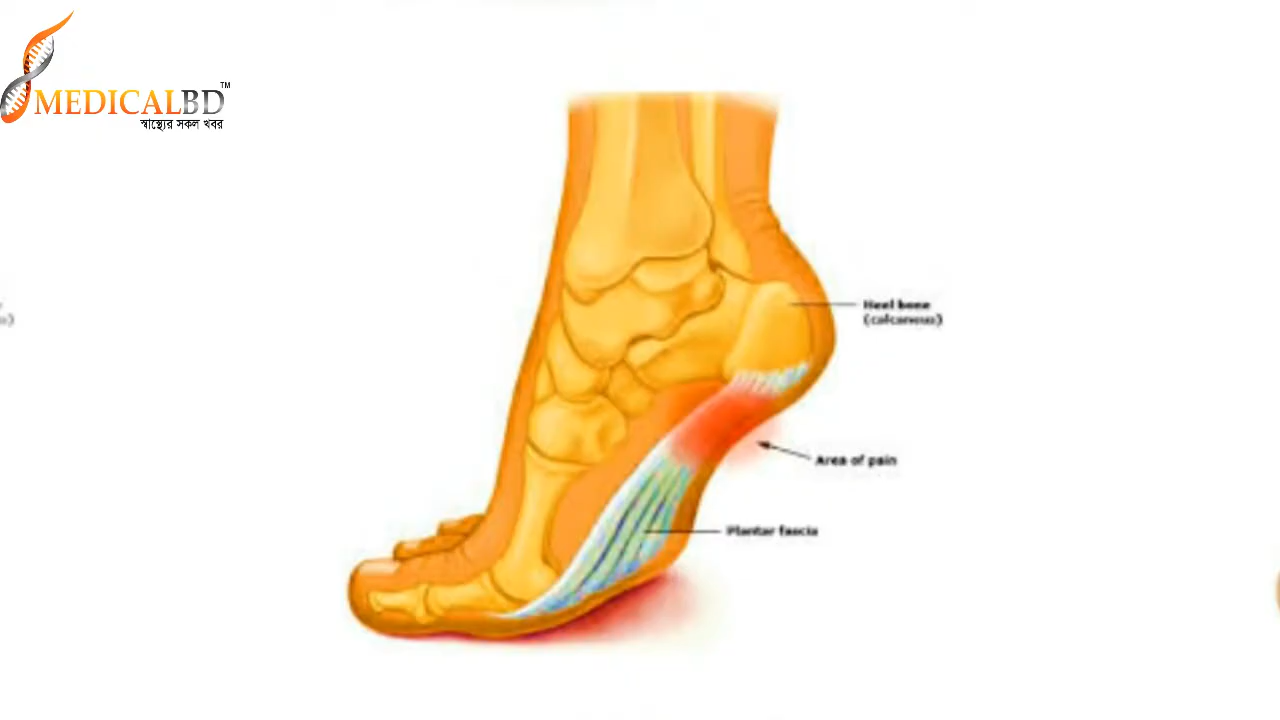 MEDICALBD™
স্বাস্থ্যের সকল খবর
Heel bone
(calcaneus)
Area of pain
Plantar fascia